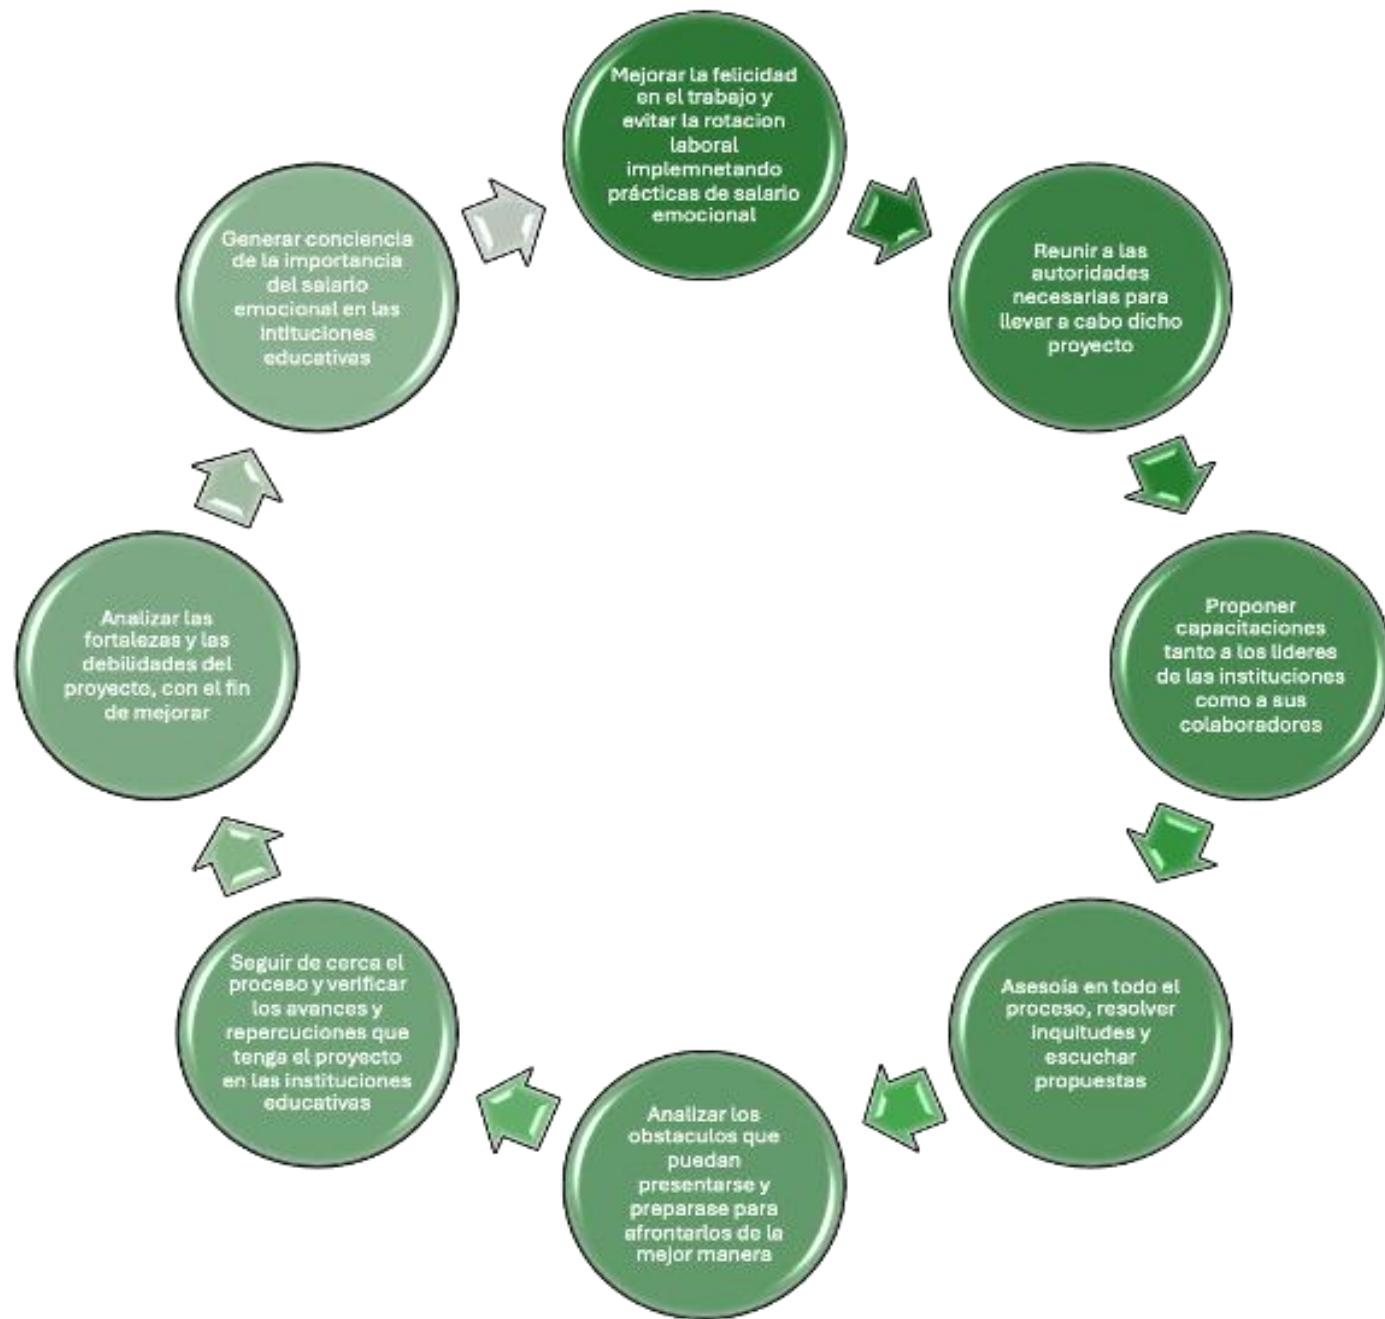 Mejorar la felicidad
en el trabajo y
evitar la rotacion
laboral
implemnetando
prácticas de salario
emocional
Reunir a las
autoridades
necesarias para
llevar a cabo dicho
proyecto
Proponer
capacitaciones
tanto a los lideres
de las instituciones
como a sus
colaboradores
Asesoia en todo el
proceso, resolver
inquitudes y
escuchar
propuestas
Analizar los
obstaculos que
puedan
presentarse y
preparase para
afrontarlos de la
mejor manera
Seguir de cerca el
proceso y verificar
los avances y
repercuciones que
tenga el proyecto
en las instituciones
educativas
Analizar las
fortalezas y las
debilidades del
proyecto, con el fin
de mejorar
Generar conciencia
de la importancia
del salario
emocional en las
intituciones
educativas